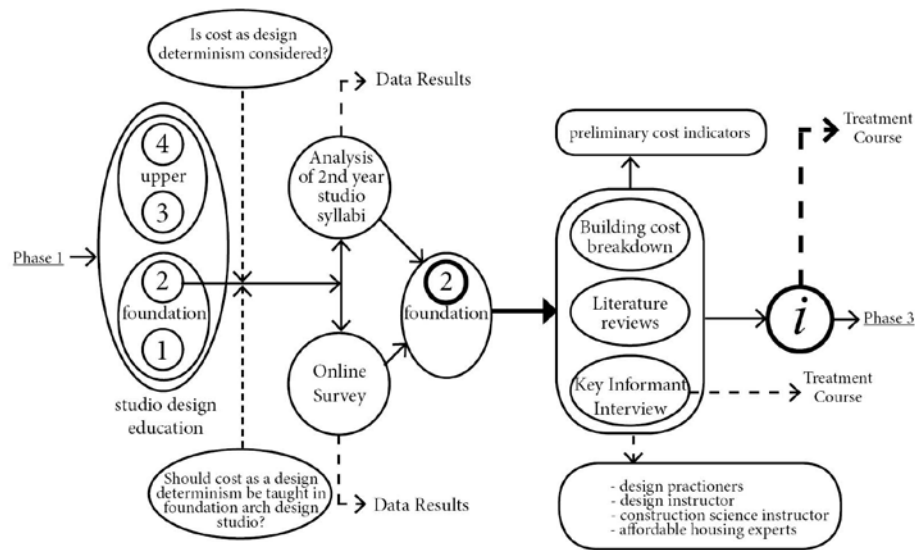 Is cost as design
determinism considered?
Data Results
4
upper
3
Phase 1
2
foundation
1
studio design
education
Analysis
of 2nd year
studio
syllabi
2
foundation
Online
Survey
Should cost as a design
determinism be taught in
foundation arch design
studio?
Data Results
preliminary cost indicators
Building cost
breakdown
Literature
reviews
Key Informant
Interview
Treatment
Course
i
Phase 3
Treatment
Course
- design practioners
- design instructor
- construction science instructor
- affordable housing experts